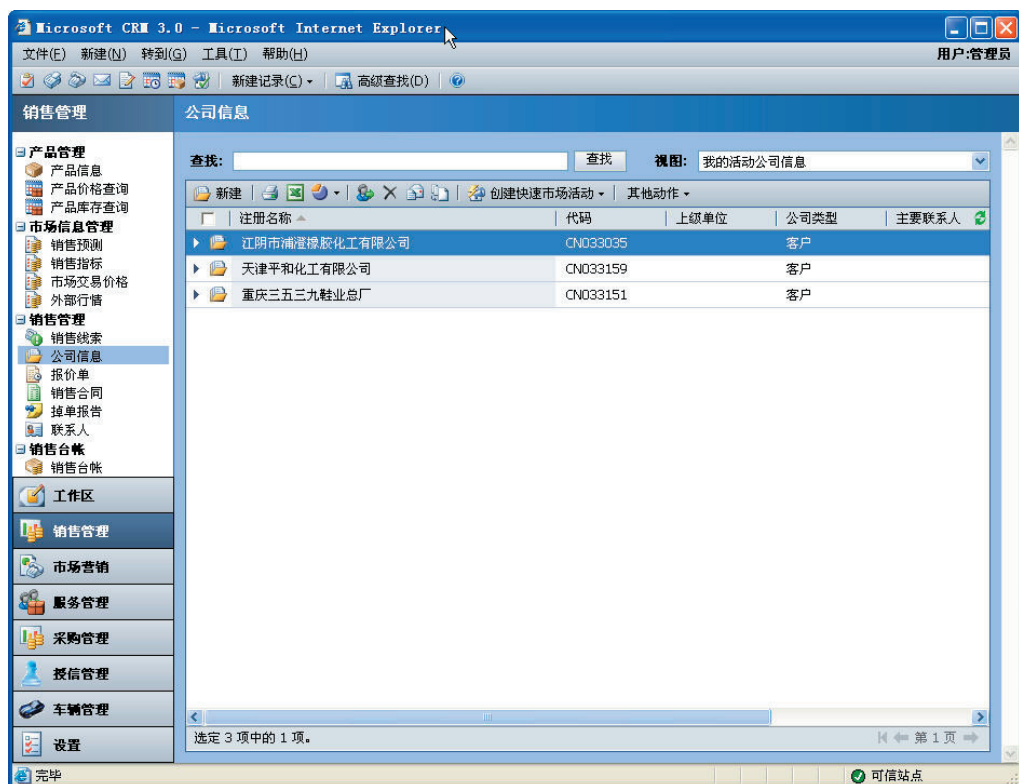 Microsoft CRM 3.0 - Microsoft Internet Explorer
文件(F) 新建(N) 转到(G) 工具(T) 帮助(H) 用户:管理员
新建记录(C) 高级查找(D)
销售管理 公司信息
产品管理
产品信息
产品价格查询
产品库存查询
市场信息管理
销售预测
销售指标
市场交易价格
外部行情
销售管理
销售线索
公司信息
报价单
销售合同
掉单报告
联系人
销售台帐
销售台帐
工作区
销售管理
市场营销
服务管理
采购管理
授信管理
车辆管理
设置
查找: 查找 视图: 我的活动公司信息
新建 创建快速市场活动 其他动作
注册名称 代码 上级单位 公司类型 主要联系人
江阴市浦澄橡胶化工有限公司 CN033035 客户
天津平和化工有限公司 CN033159 客户
重庆三五三九鞋业总厂 CN033151 客户
选定 3 项中的 1 项。 第 1 页
完毕 可信站点